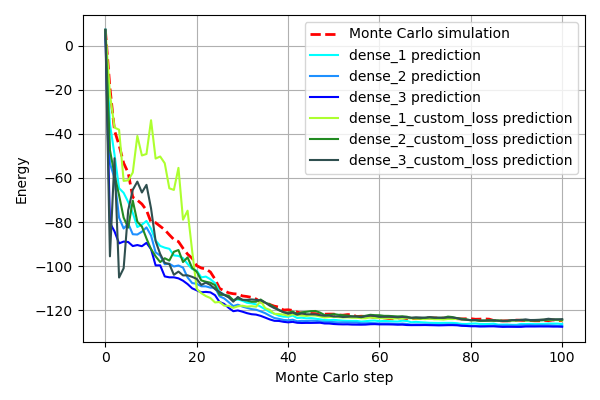 Monte Carlo simulation
dense_1 prediction
dense_2 prediction
dense_3 prediction
dense_1_custom_loss prediction
dense_2_custom_loss prediction
dense_3_custom_loss prediction
Energy
0
−20
−40
−60
−80
−100
−120
0 20 40 60 80 100
Monte Carlo step